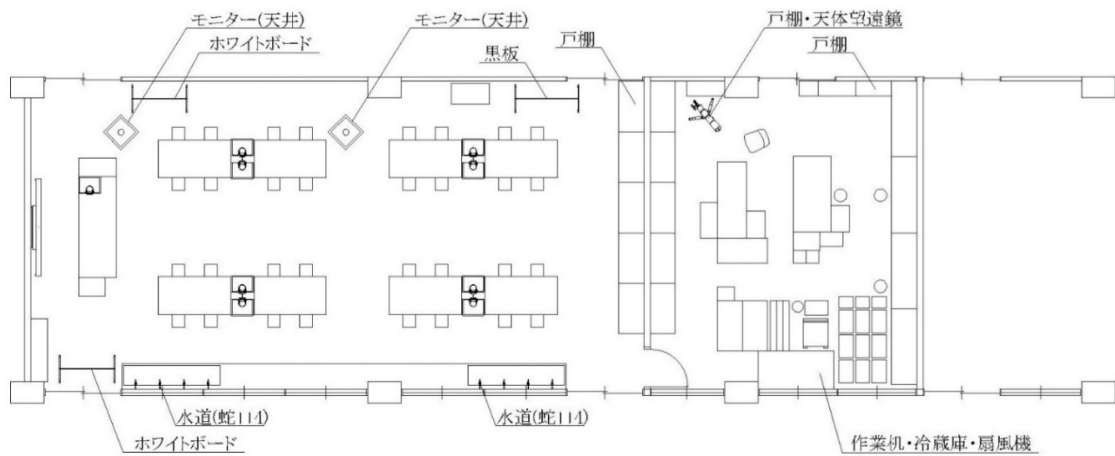 モニター(天井)
ホワイトボード
モニター(天井)
黒板
戸棚
戸棚・天体望遠鏡
戸棚
水道(蛇口4)
水道(蛇口4)
ホワイトボード
作業机・冷蔵庫・扇風機